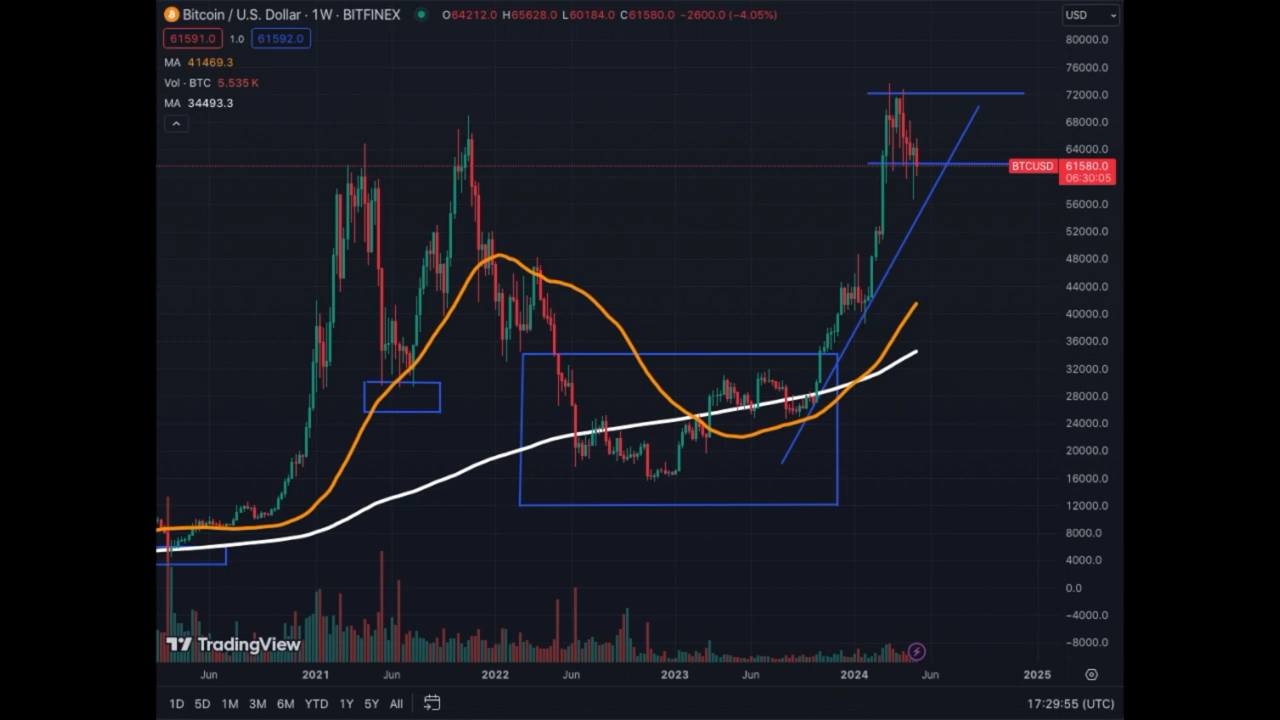 Bitcoin / U.S. Dollar · 1W · BITFINEX O64212.0 H65628.0 L60184.0 C61580.0 −2600.0 (−4.05%)
USD
61591.0 1.0 61592.0
MA 41469.3
Vol · BTC 5.535K
MA 34493.3
80000.0
76000.0
72000.0
68000.0
64000.0
BTCUSD 61580.0
06:30:05
56000.0
52000.0
48000.0
44000.0
40000.0
36000.0
32000.0
28000.0
24000.0
20000.0
16000.0
12000.0
8000.0
4000.0
0.0
−4000.0
−8000.0
TradingView
Jun 2021 Jun 2022 Jun 2023 Jun 2024 Jun 2025
1D 5D 1M 3M 6M YTD 1Y 5Y All 17:29:55 (UTC)